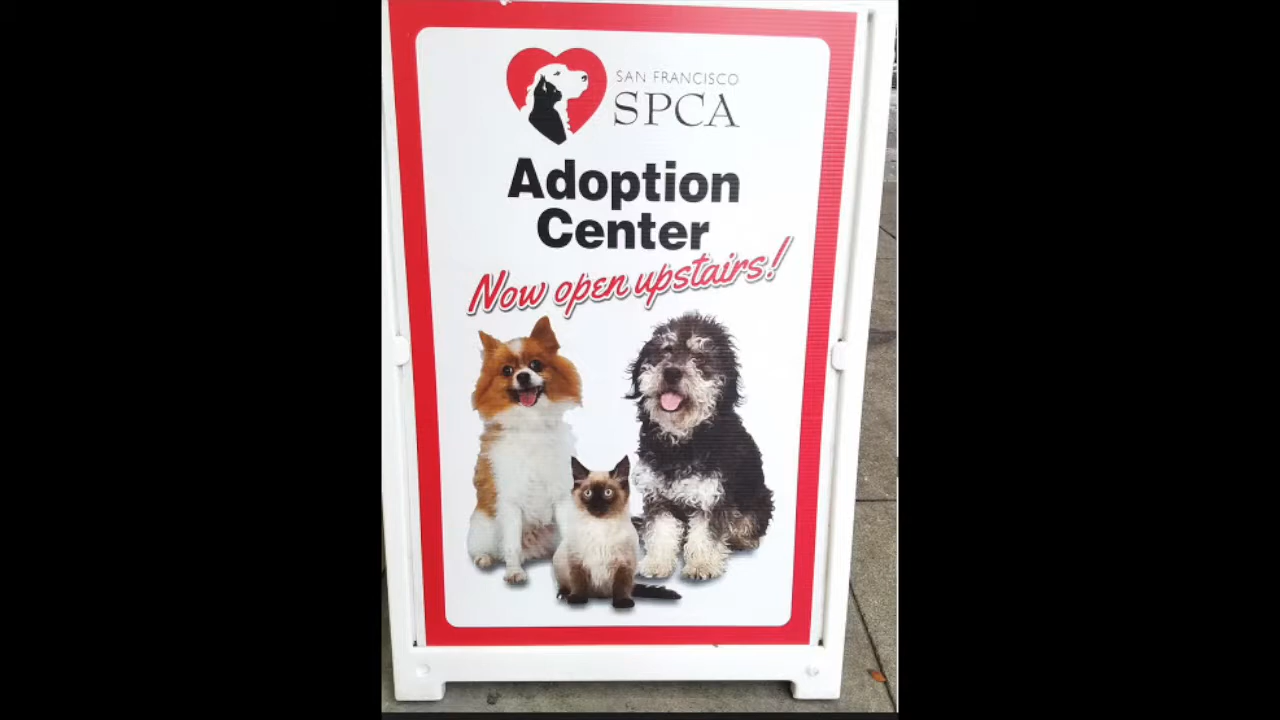 SAN FRANCISCO
SPCA
Adoption
Center
Now open upstairs!